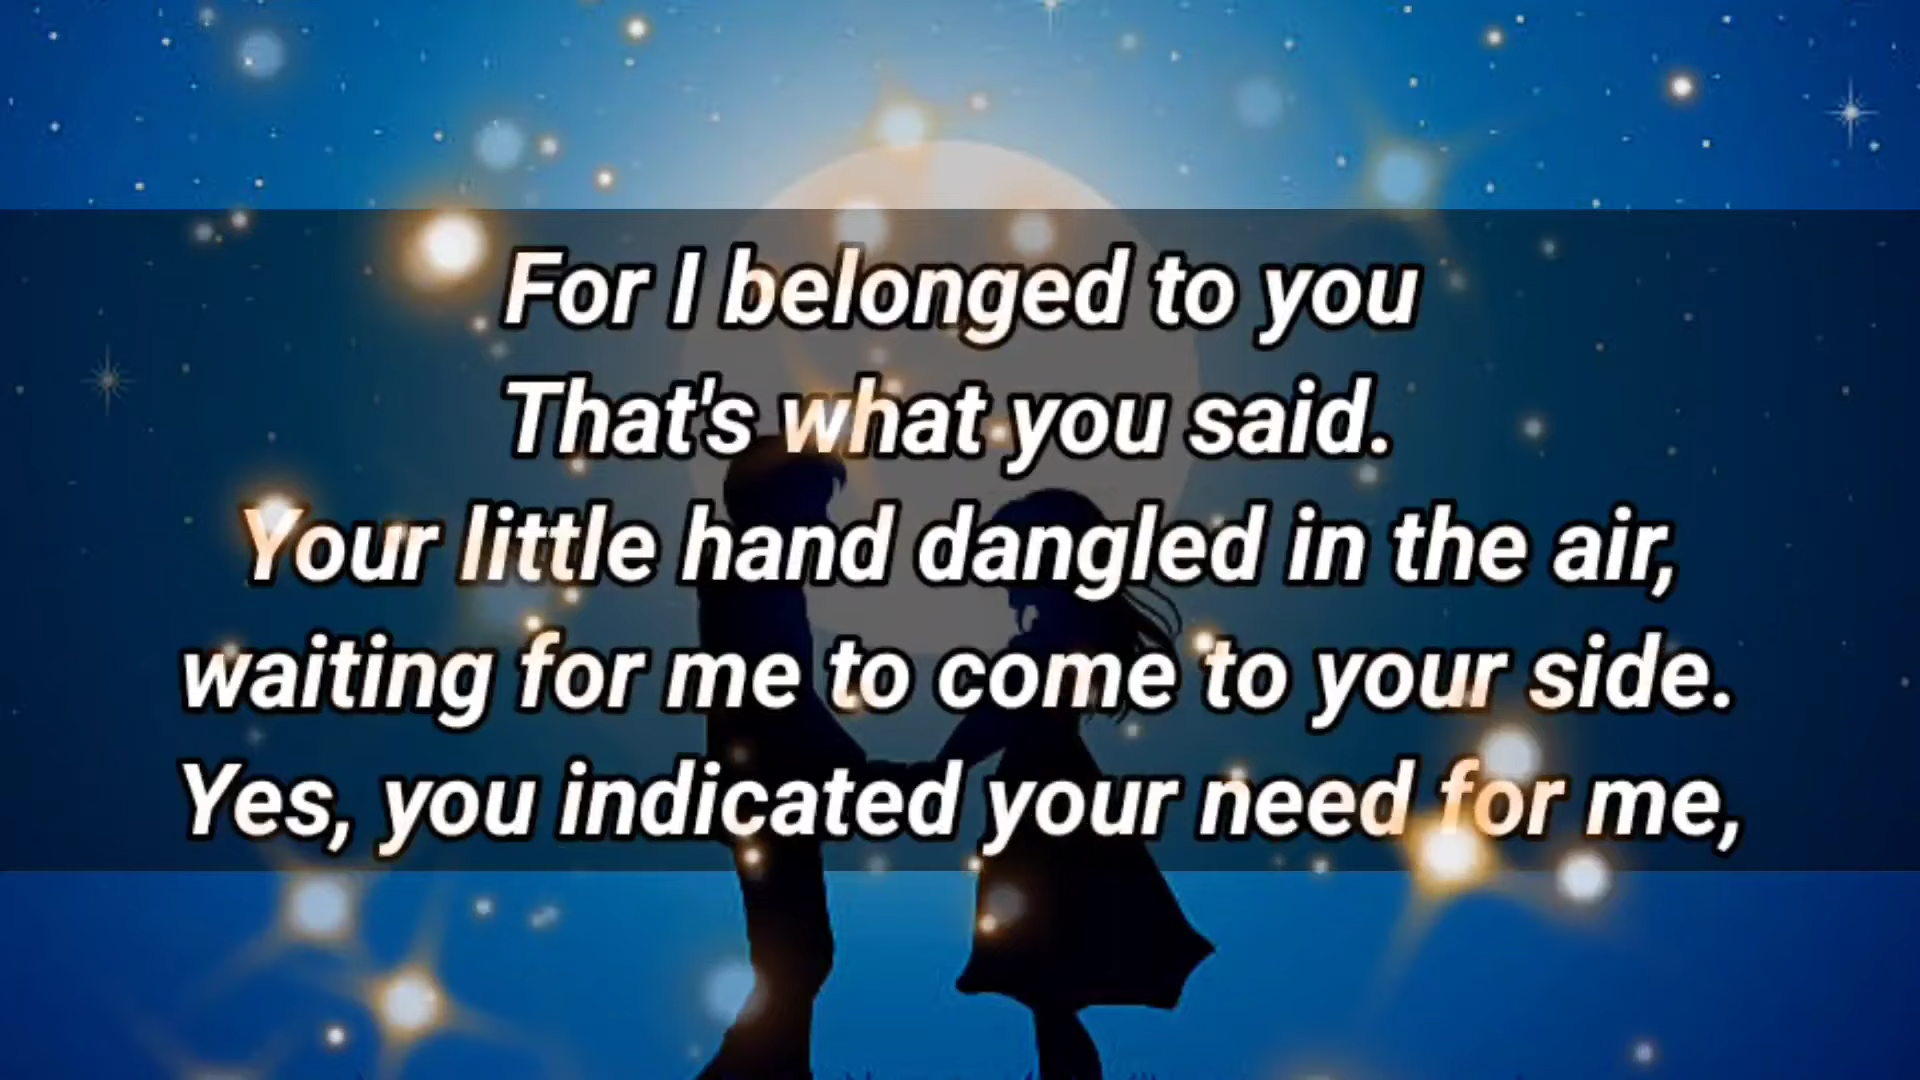 For I belonged to you
That's what you said.
Your little hand dangled in the air,
waiting for me to come to your side.
Yes, you indicated your need for me,